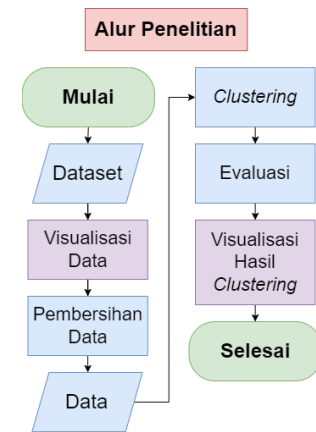 Alur Penelitian
Mulai
Dataset
Visualisasi
Data
Pembersihan
Data
Data
Clustering
Evaluasi
Visualisasi
Hasil
Clustering
Selesai